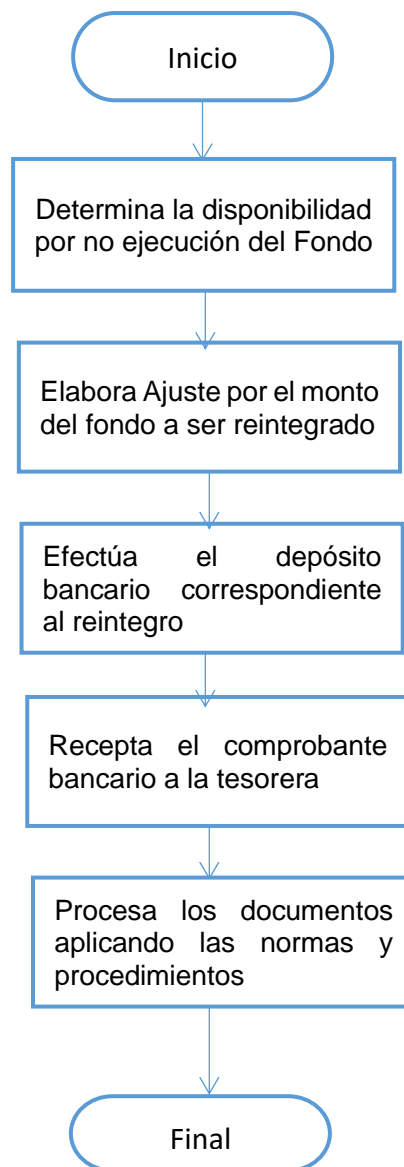 Inicio
Determina la disponibilidad
por no ejecución del Fondo
Elabora Ajuste por el monto
del fondo a ser reintegrado
Efectúa el depósito
bancario correspondiente
al reintegro
Recepta el comprobante
bancario a la tesorera
Procesa los documentos
aplicando las normas y
procedimientos
Final